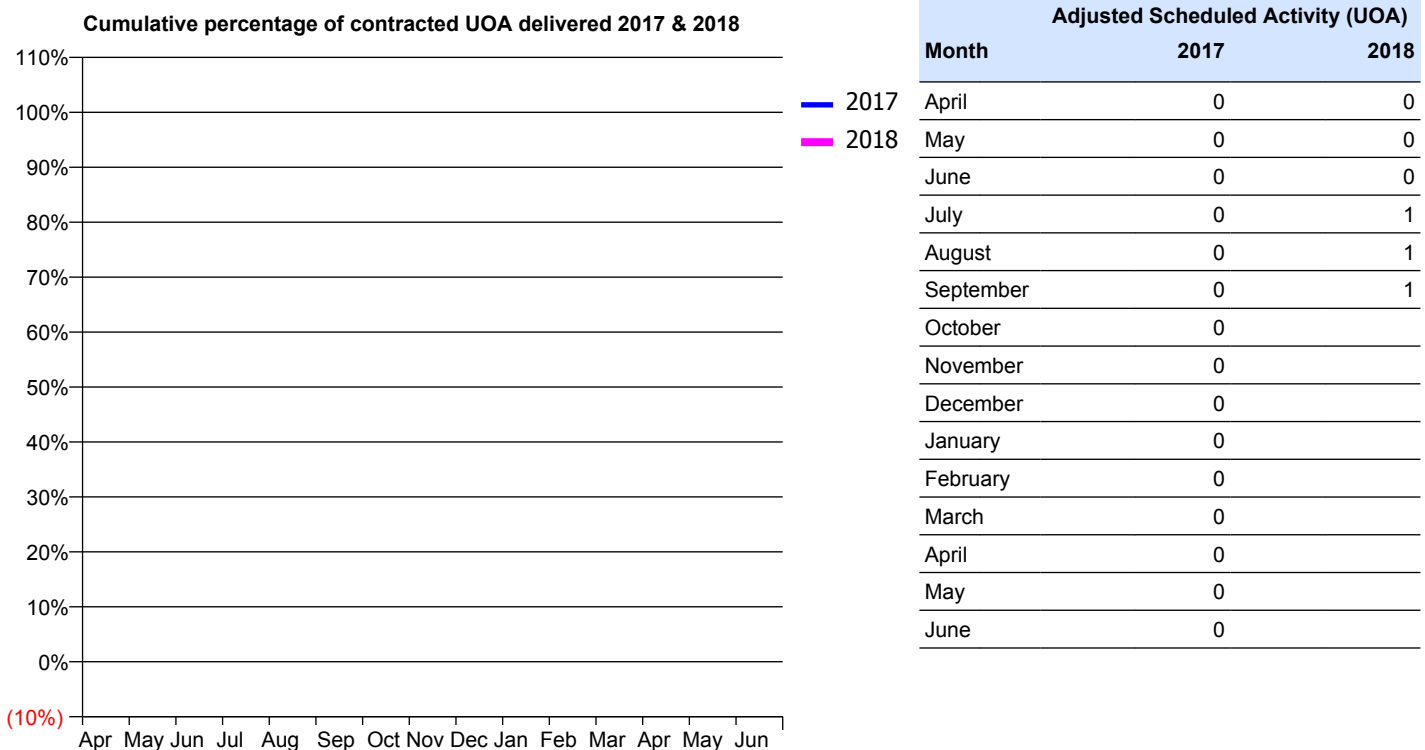 Cumulative percentage of contracted UOA delivered 2017 & 2018
110%
100%
90%
80%
70%
60%
50%
40%
30%
20%
10%
0%
(10%)
Apr May Jun Jul Aug Sep Oct Nov Dec Jan Feb Mar Apr May Jun
2017
2018
Adjusted Scheduled Activity (UOA)
Month 2017 2018
April 0 0
May 0 0
June 0 0
July 0 1
August 0 1
September 0 1
October 0
November 0
December 0
January 0
February 0
March 0
April 0
May 0
June 0